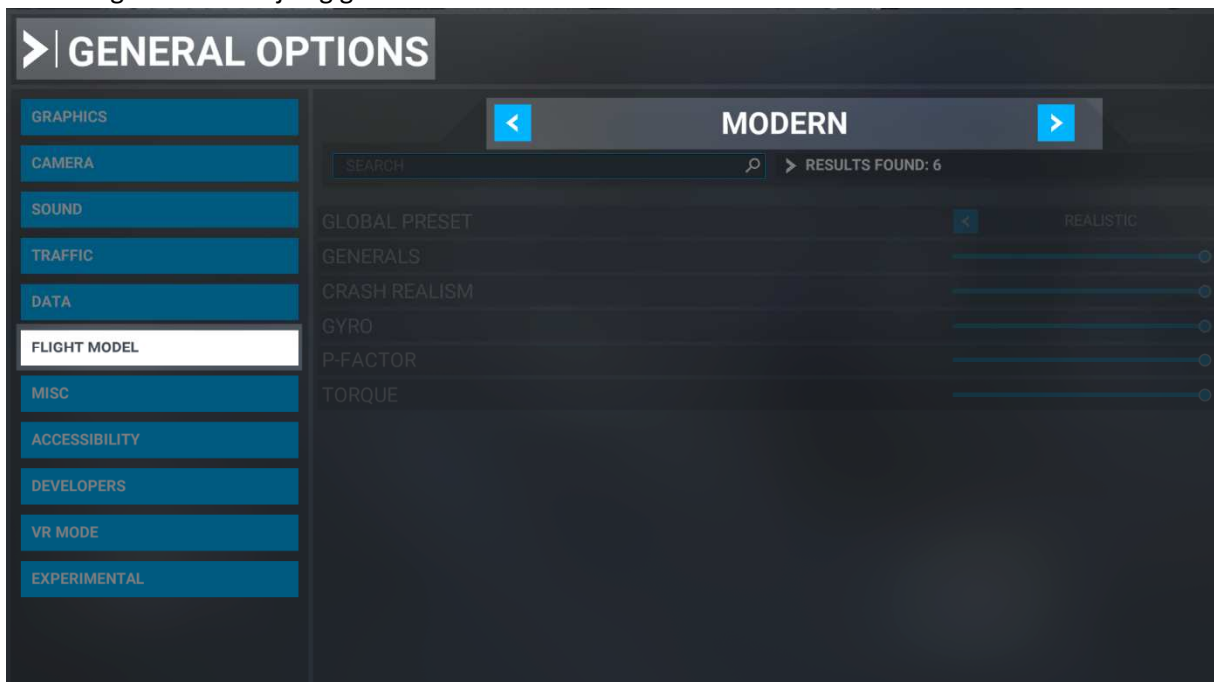 GENERAL OPTIONS
MODERN
SEARCH
RESULTS FOUND: 6
GRAPHICS
CAMERA
SOUND
TRAFFIC
DATA
FLIGHT MODEL
MISC
ACCESSIBILITY
DEVELOPERS
VR MODE
EXPERIMENTAL
GLOBAL PRESET
REALISTIC
GENERALS
CRASH REALISM
GYRO
P-FACTOR
TORQUE